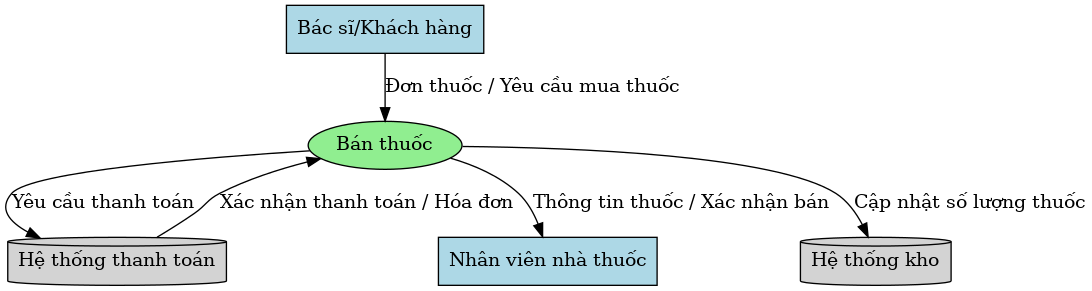 Bác sĩ/Khách hàng
Đơn thuốc / Yêu cầu mua thuốc
Bán thuốc
Yêu cầu thanh toán
Xác nhận thanh toán / Hóa đơn
Thông tin thuốc / Xác nhận bán
Cập nhật số lượng thuốc
Hệ thống thanh toán
Nhân viên nhà thuốc
Hệ thống kho